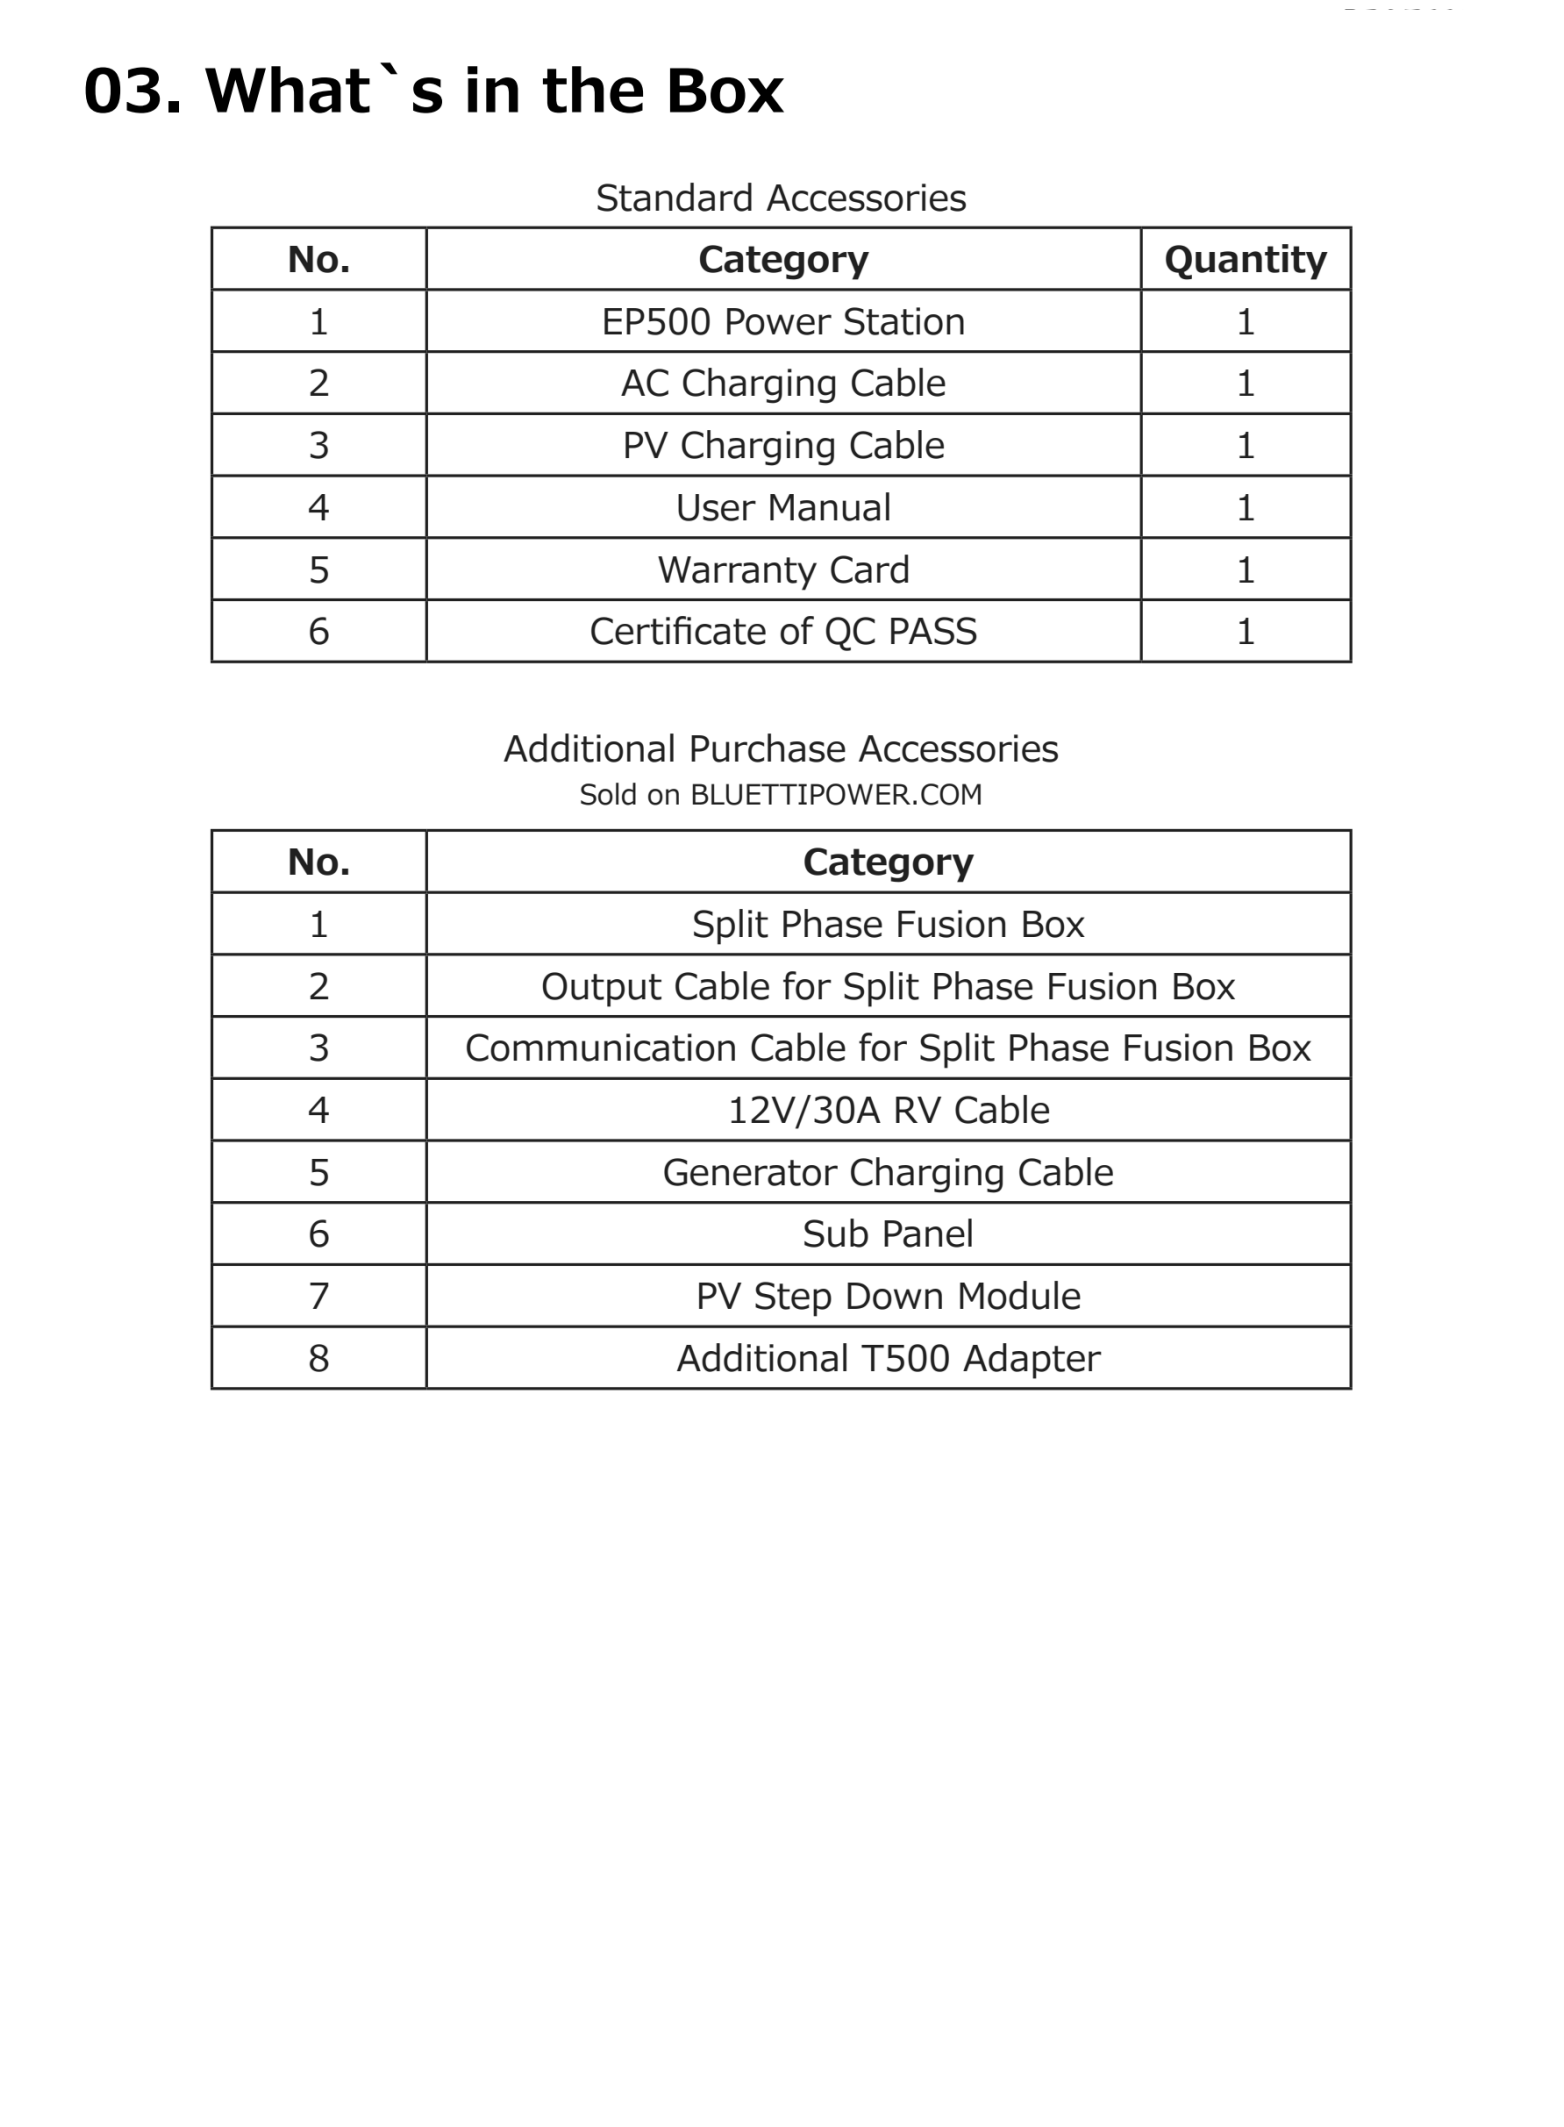 03. What`s in the Box
Standard Accessories
No. Category Quantity
1 EP500 Power Station 1
2 AC Charging Cable 1
3 PV Charging Cable 1
4 User Manual 1
5 Warranty Card 1
6 Certificate of QC PASS 1
Additional Purchase Accessories
Sold on BLUETTIPOWER.COM
No. Category
1 Split Phase Fusion Box
2 Output Cable for Split Phase Fusion Box
3 Communication Cable for Split Phase Fusion Box
4 12V/30A RV Cable
5 Generator Charging Cable
6 Sub Panel
7 PV Step Down Module
8 Additional T500 Adapter